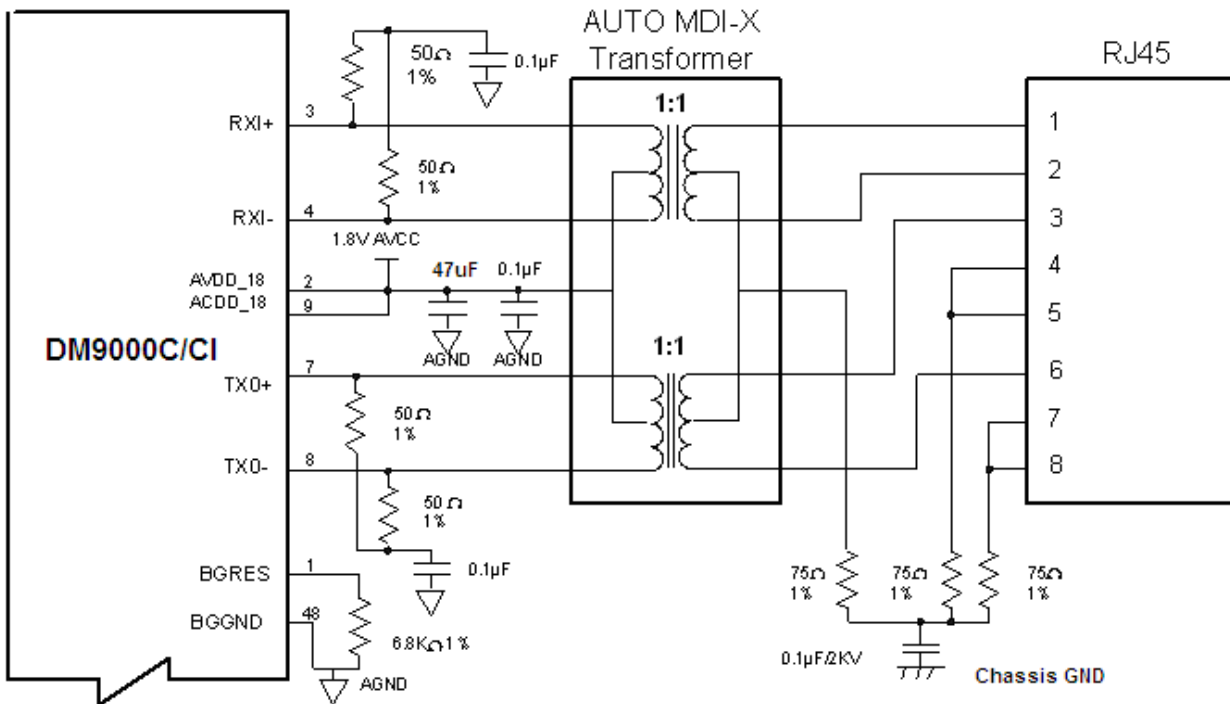 AUTO MDI-X
Transformer
RJ45
50Ω
1%
0.1µF
1:1
RXI+
3
1
50Ω
1%
2
RXI-
4
3
1.8V AVCC
4
AVDD_18
2
47uF
0.1µF
ACDD_18
9
5
AGND
AGND
1:1
DM9000C/CI
TX0+
7
6
50Ω
1%
7
TX0-
8
8
50Ω
1%
BGRES
1
0.1µF
75Ω
1%
75Ω
1%
75Ω
1%
BGGND
48
6.8KΩ1%
AGND
0.1µF/2KV
Chassis GND